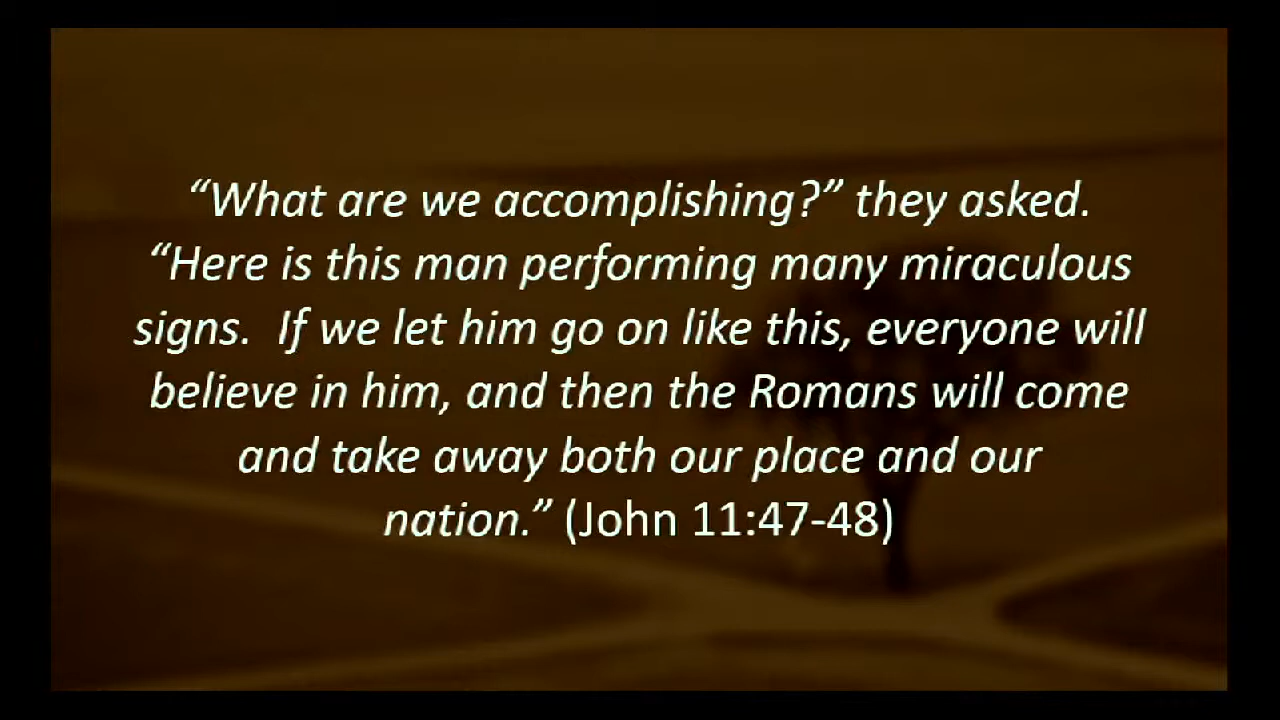 “What are we accomplishing?” they asked.
“Here is this man performing many miraculous
signs.  If we let him go on like this, everyone will
believe in him, and then the Romans will come
and take away both our place and our
nation.” (John 11:47-48)